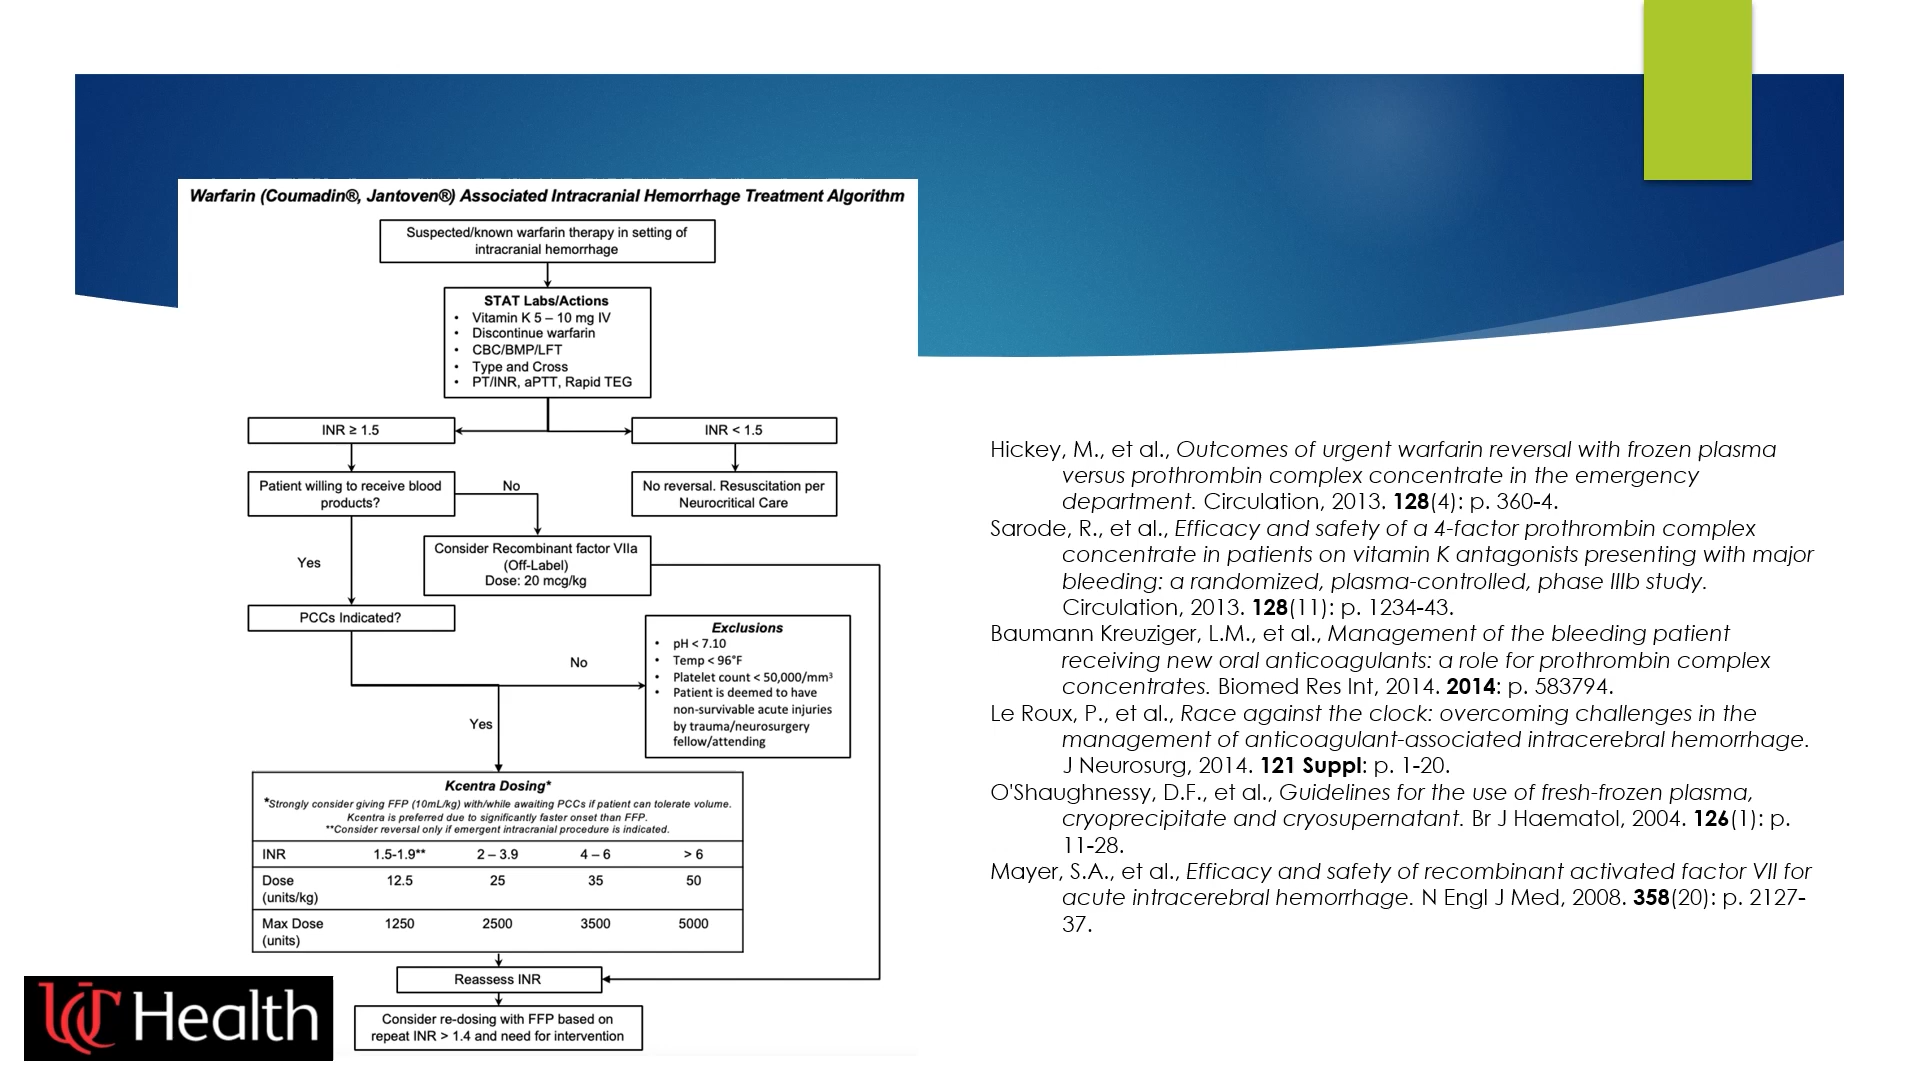 Warfarin (Coumadin®, Jantoven®) Associated Intracranial Hemorrhage Treatment Algorithm
Suspected/known warfarin therapy in setting of
intracranial hemorrhage
STAT Labs/Actions
• Vitamin K 5 – 10 mg IV
• Discontinue warfarin
• CBC/BMP/LFT
• Type and Cross
• PT/INR, aPTT, Rapid TEG
INR ≥ 1.5
INR < 1.5
Patient willing to receive blood
products?
No
No reversal. Resuscitation per
Neurocritical Care
Consider Recombinant factor VIIa
(Off-Label)
Dose: 20 mcg/kg
Yes
PCCs Indicated?
No
Exclusions
• pH < 7.10
• Temp < 96°F
• Platelet count < 50,000/mm³
• Patient is deemed to have
non-survivable acute injuries
by trauma/neurosurgery
fellow/attending
Yes
Kcentra Dosing*
*Strongly consider giving FFP (10mL/kg) with/while awaiting PCCs if patient can tolerate volume.
Kcentra is preferred due to significantly faster onset than FFP.
**Consider reversal only if emergent intracranial procedure is indicated.
INR 1.5-1.9** 2 – 3.9 4 – 6 > 6
Dose 12.5 25 35 50
(units/kg)
Max Dose 1250 2500 3500 5000
(units)
Reassess INR
Consider re-dosing with FFP based on
repeat INR > 1.4 and need for intervention
UC Health
Hickey, M., et al., Outcomes of urgent warfarin reversal with frozen plasma
versus prothrombin complex concentrate in the emergency
department. Circulation, 2013. 128(4): p. 360-4.
Sarode, R., et al., Efficacy and safety of a 4-factor prothrombin complex
concentrate in patients on vitamin K antagonists presenting with major
bleeding: a randomized, plasma-controlled, phase IIIb study.
Circulation, 2013. 128(11): p. 1234-43.
Baumann Kreuziger, L.M., et al., Management of the bleeding patient
receiving new oral anticoagulants: a role for prothrombin complex
concentrates. Biomed Res Int, 2014. 2014: p. 583794.
Le Roux, P., et al., Race against the clock: overcoming challenges in the
management of anticoagulant-associated intracerebral hemorrhage.
J Neurosurg, 2014. 121 Suppl: p. 1-20.
O'Shaughnessy, D.F., et al., Guidelines for the use of fresh-frozen plasma,
cryoprecipitate and cryosupernatant. Br J Haematol, 2004. 126(1): p.
11-28.
Mayer, S.A., et al., Efficacy and safety of recombinant activated factor VII for
acute intracerebral hemorrhage. N Engl J Med, 2008. 358(20): p. 2127-
37.